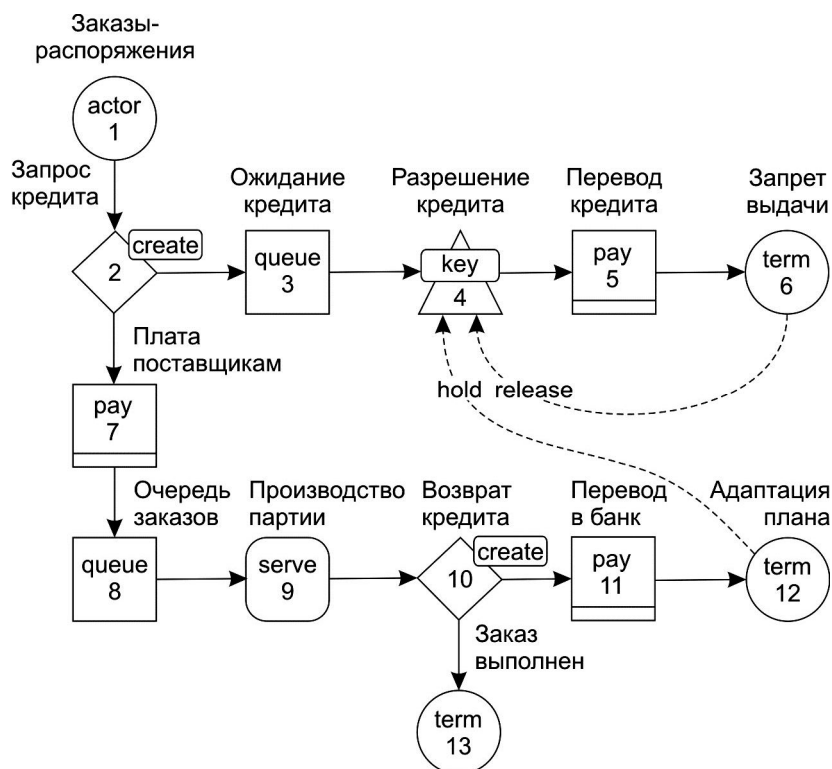 Заказы-
распоряжения
actor
1
Запрос
кредита
create
2
Ожидание
кредита
queue
3
Разрешение
кредита
key
4
Перевод
кредита
pay
5
Запрет
выдачи
term
6
Плата
поставщикам
hold
release
pay
7
Очередь
заказов
queue
8
Производство
партии
serve
9
Возврат
кредита
create
10
Перевод
в банк
pay
11
Адаптация
плана
term
12
Заказ
выполнен
term
13